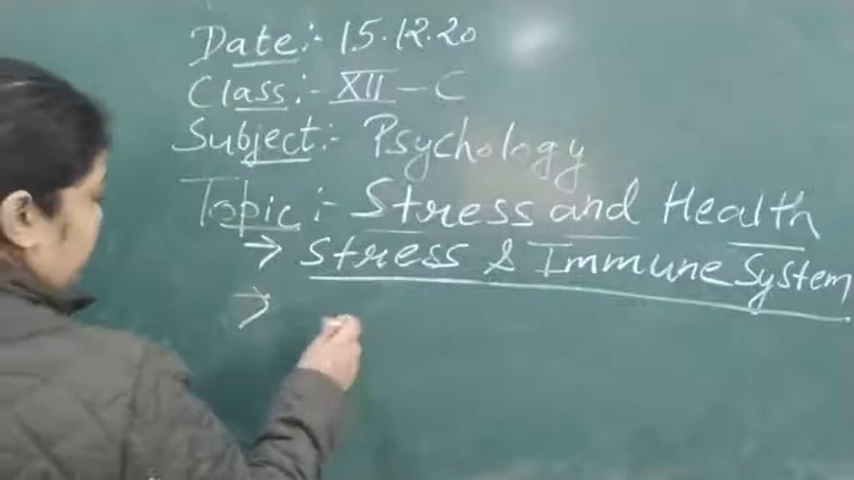 Date :- 15.12.20
Class :- XII - C
Subject :- Psychology
Topic :- Stress and Health
→ Stress & Immune System
→